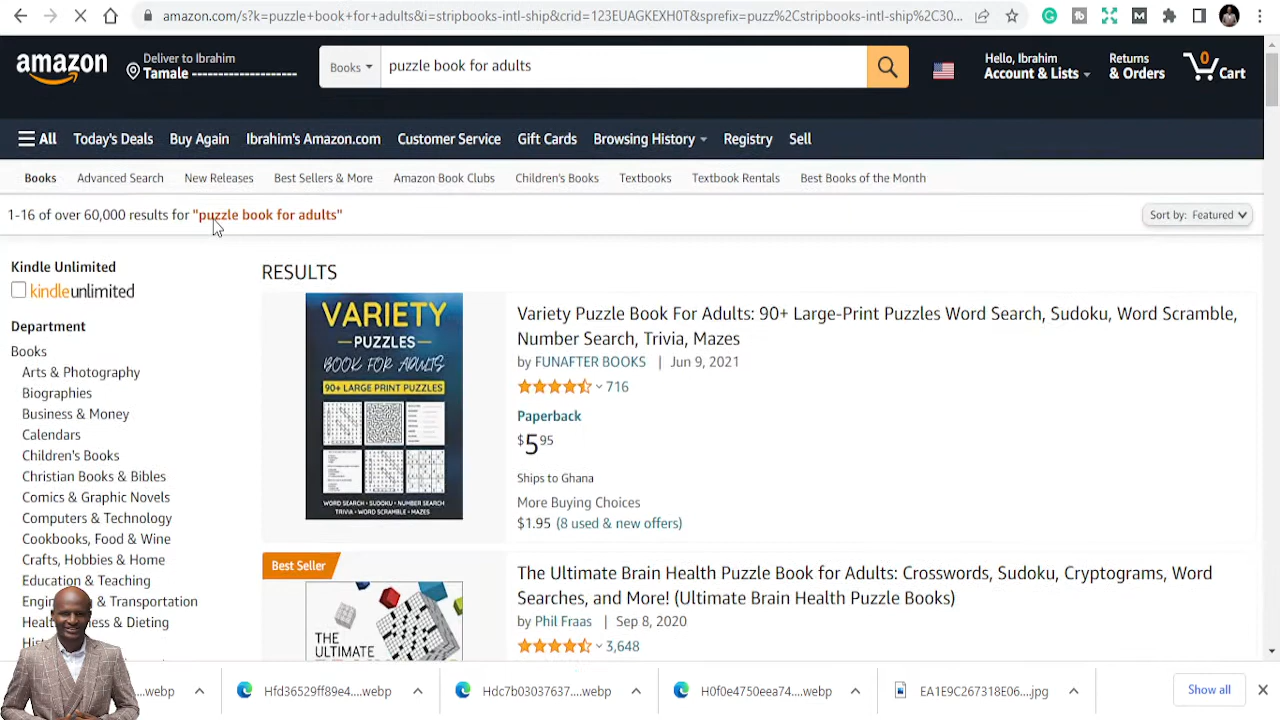 amazon.com/s?k=puzzle+book+for+adults&i=stripbooks-intl-ship&crid=123EUAGKEXH0T&sprefix=puzz%2Cstripbooks-intl-ship%2C30...
amazon
Deliver to Ibrahim
Tamale --------------------
Books
puzzle book for adults
Hello, Ibrahim
Account & Lists
Returns
& Orders
0
Cart
All
Today's Deals
Buy Again
Ibrahim's Amazon.com
Customer Service
Gift Cards
Browsing History
Registry
Sell
Books
Advanced Search
New Releases
Best Sellers & More
Amazon Book Clubs
Children's Books
Textbooks
Textbook Rentals
Best Books of the Month
1-16 of over 60,000 results for "puzzle book for adults"
Sort by: Featured
Kindle Unlimited
kindleunlimited
Department
Books
Arts & Photography
Biographies
Business & Money
Calendars
Children's Books
Christian Books & Bibles
Comics & Graphic Novels
Computers & Technology
Cookbooks, Food & Wine
Crafts, Hobbies & Home
Education & Teaching
& Transportation
& Dieting
RESULTS
VARIETY
PUZZLES
BOOK FOR ADULTS
90+ LARGE PRINT PUZZLES
WORD SEARCH • SUDOKU • NUMBER SEARCH
TRIVIA • WORD SCRAMBLE • MAZES
Variety Puzzle Book For Adults: 90+ Large-Print Puzzles Word Search, Sudoku, Word Scramble,
Number Search, Trivia, Mazes
by FUNAFTER BOOKS | Jun 9, 2021
716
Paperback
$5 95
Ships to Ghana
More Buying Choices
$1.95 (8 used & new offers)
Best Seller
THE
ULTIMATE
The Ultimate Brain Health Puzzle Book for Adults: Crosswords, Sudoku, Cryptograms, Word
Searches, and More! (Ultimate Brain Health Puzzle Books)
by Phil Fraas | Sep 8, 2020
3,648
....webp
Hfd36529ff89e4....webp
Hdc7b03037637....webp
H0f0e4750eea74....webp
EA1E9C267318E06....jpg
Show all